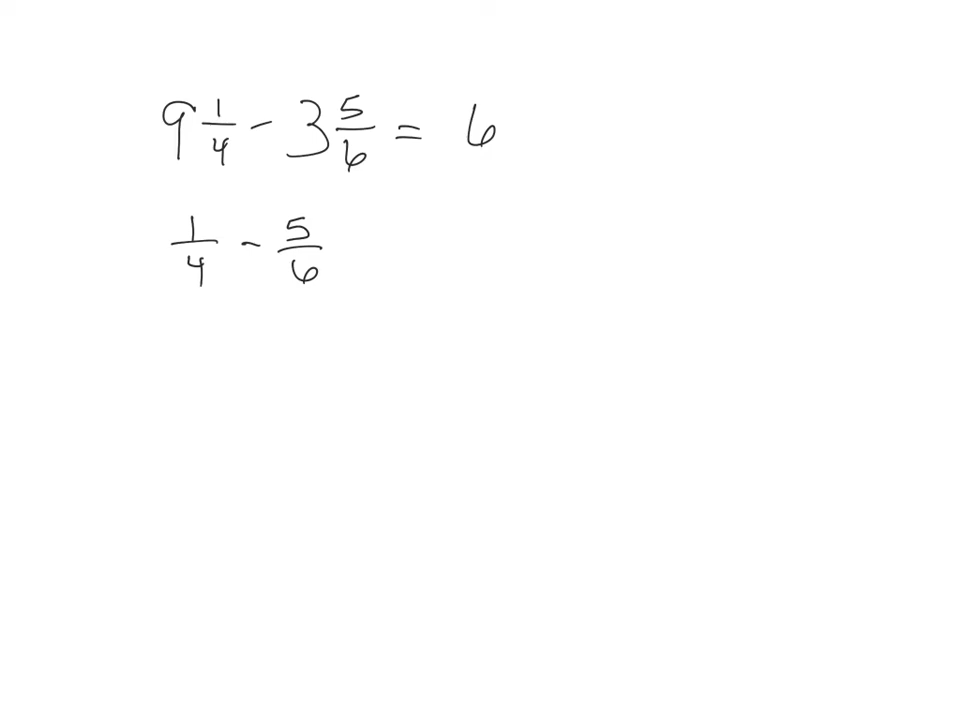 9 1/4 - 3 5/6 = 6
1/4 - 5/6